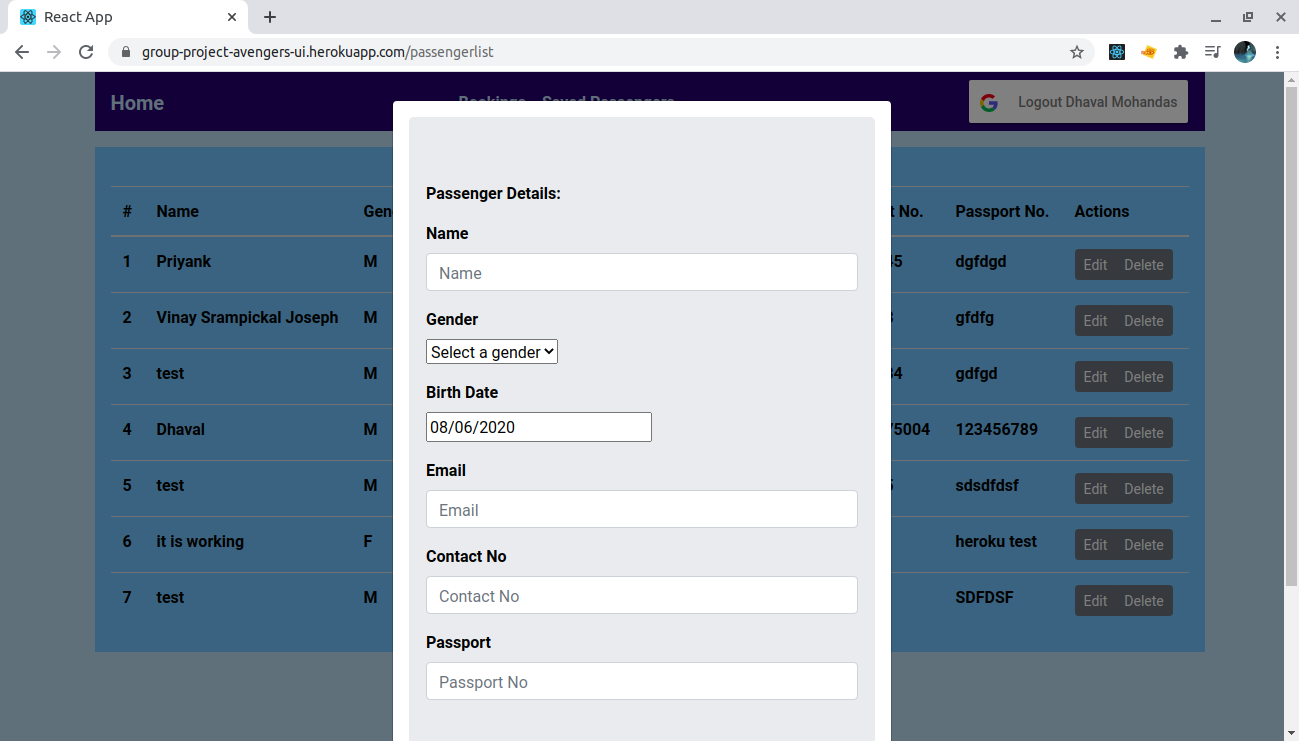 React App
group-project-avengers-ui.herokuapp.com/passengerlist
Home
Bookings Saved Passengers
Logout Dhaval Mohandas
# Name Gen t No. Passport No. Actions
1 Priyank M 45 dgfdgd Edit Delete
2 Vinay Srampickal Joseph M gfdfg Edit Delete
3 test M 34 gdfgd Edit Delete
4 Dhaval M 75004 123456789 Edit Delete
5 test M sdsdfdsf Edit Delete
6 it is working F heroku test Edit Delete
7 test M SDFDSF Edit Delete
Passenger Details:
Name
Name
Gender
Select a gender
Birth Date
08/06/2020
Email
Email
Contact No
Contact No
Passport
Passport No